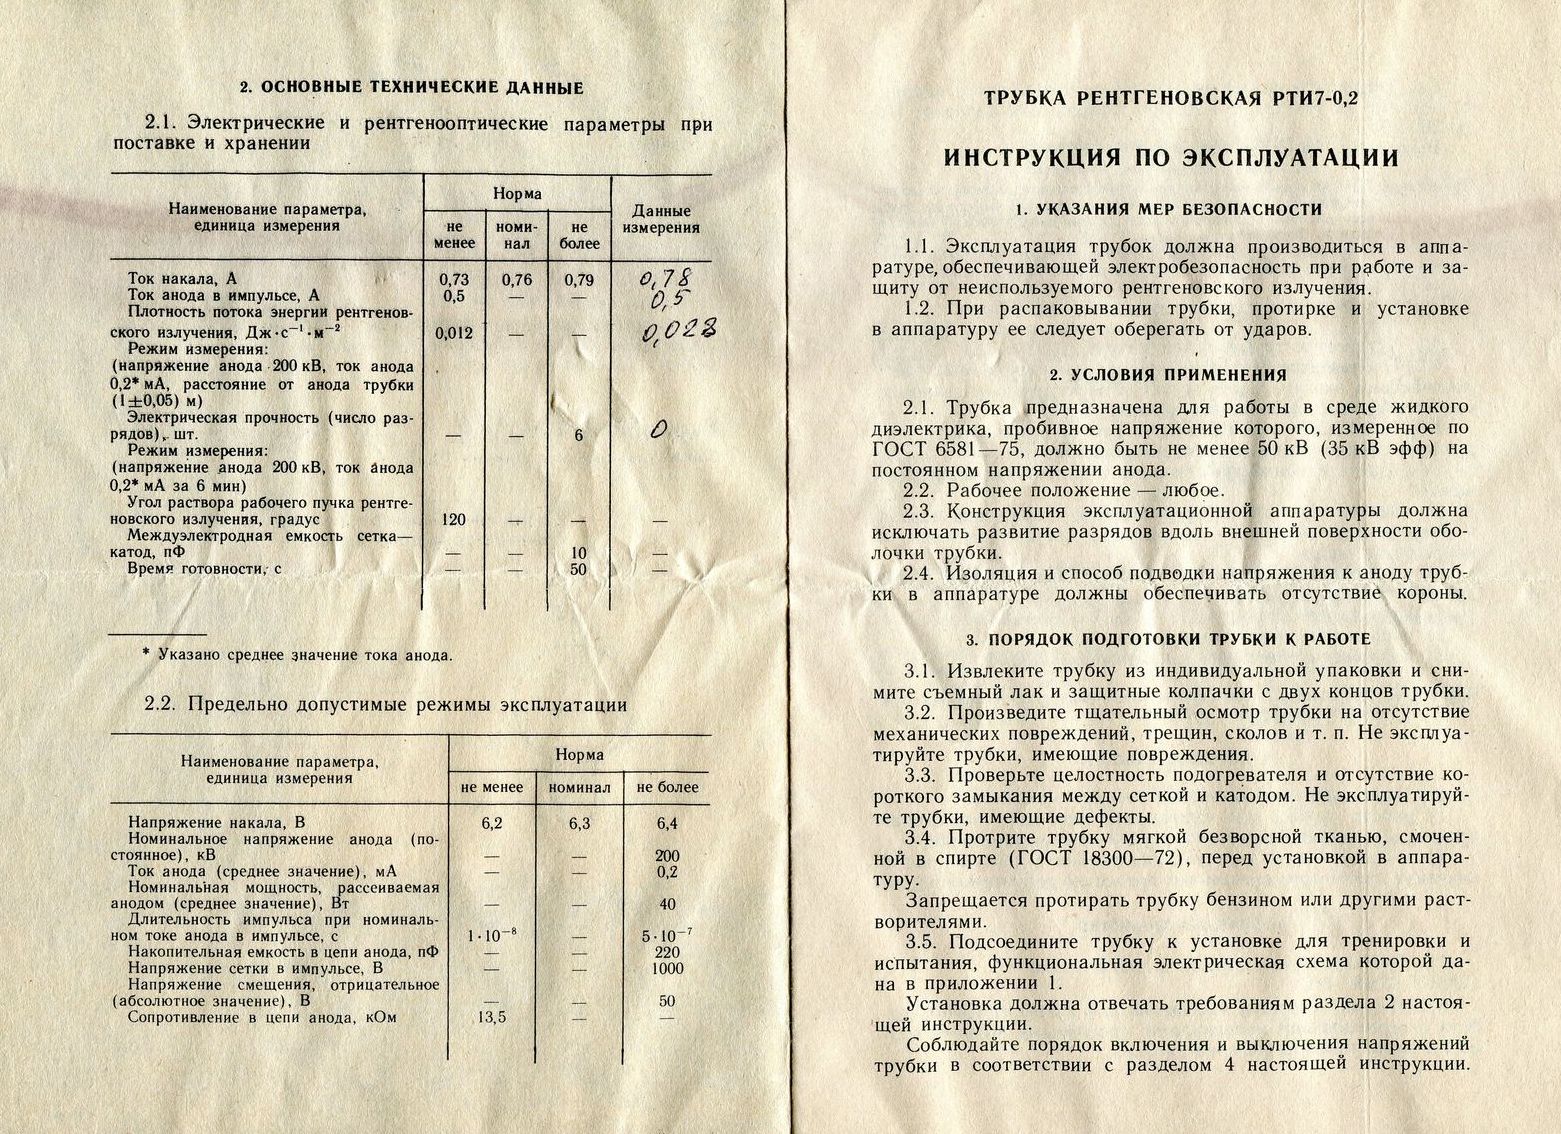 2. ОСНОВНЫЕ ТЕХНИЧЕСКИЕ ДАННЫЕ
2.1. Электрические и рентгенооптические параметры при
поставке и хранении
Наименование параметра,
единица измерения
Норма
Данные
измерения
не
менее
номи-
нал
не
более
Ток накала, А 0,73 0,76 0,79 0,78
Ток анода в импульсе, А 0,5 — — 0,5
Плотность потока энергии рентгенов-
ского излучения, Дж·с⁻¹·м⁻² 0,012 — — 0,028
Режим измерения:
(напряжение анода 200 кВ, ток анода
0,2* мА, расстояние от анода трубки
(1±0,05) м)
Электрическая прочность (число раз-
рядов), шт. — — 6 0
Режим измерения:
(напряжение анода 200 кВ, ток анода
0,2* мА за 6 мин)
Угол раствора рабочего пучка рентге-
новского излучения, градус 120 — — —
Междуэлектродная емкость сетка—
катод, пФ — — 10 —
Время готовности, с — — 50 —
* Указано среднее значение тока анода.
2.2. Предельно допустимые режимы эксплуатации
Наименование параметра,
единица измерения
Норма
не менее номинал не более
Напряжение накала, В 6,2 6,3 6,4
Номинальное напряжение анода (по-
стоянное), кВ — — 200
Ток анода (среднее значение), мА — — 0,2
Номинальная мощность, рассеиваемая
анодом (среднее значение), Вт — — 40
Длительность импульса при номиналь-
ном токе анода в импульсе, с 1·10⁻⁸ — 5·10⁻⁷
Накопительная емкость в цепи анода, пФ — — 220
Напряжение сетки в импульсе, В — — 1000
Напряжение смещения, отрицательное
(абсолютное значение), В — — 50
Сопротивление в цепи анода, кОм 13,5 — —
ТРУБКА РЕНТГЕНОВСКАЯ РТИ7-0,2
ИНСТРУКЦИЯ ПО ЭКСПЛУАТАЦИИ
1. УКАЗАНИЯ МЕР БЕЗОПАСНОСТИ
1.1. Эксплуатация трубок должна производиться в аппа-
ратуре, обеспечивающей электробезопасность при работе и за-
щиту от неиспользуемого рентгеновского излучения.
1.2. При распаковывании трубки, протирке и установке
в аппаратуру ее следует оберегать от ударов.
2. УСЛОВИЯ ПРИМЕНЕНИЯ
2.1. Трубка предназначена для работы в среде жидкого
диэлектрика, пробивное напряжение которого, измеренное по
ГОСТ 6581—75, должно быть не менее 50 кВ (35 кВ эфф) на
постоянном напряжении анода.
2.2. Рабочее положение — любое.
2.3. Конструкция эксплуатационной аппаратуры должна
исключать развитие разрядов вдоль внешней поверхности обо-
лочки трубки.
2.4. Изоляция и способ подводки напряжения к аноду труб-
ки в аппаратуре должны обеспечивать отсутствие короны.
3. ПОРЯДОК ПОДГОТОВКИ ТРУБКИ К РАБОТЕ
3.1. Извлеките трубку из индивидуальной упаковки и сни-
мите съемный лак и защитные колпачки с двух концов трубки.
3.2. Произведите тщательный осмотр трубки на отсутствие
механических повреждений, трещин, сколов и т. п. Не эксплуа-
тируйте трубки, имеющие повреждения.
3.3. Проверьте целостность подогревателя и отсутствие ко-
роткого замыкания между сеткой и катодом. Не эксплуатируй-
те трубки, имеющие дефекты.
3.4. Протрите трубку мягкой безворсной тканью, смочен-
ной в спирте (ГОСТ 18300—72), перед установкой в аппара-
туру.
Запрещается протирать трубку бензином или другими раст-
ворителями.
3.5. Подсоедините трубку к установке для тренировки и
испытания, функциональная электрическая схема которой да-
на в приложении 1.
Установка должна отвечать требованиям раздела 2 настоя-
щей инструкции.
Соблюдайте порядок включения и выключения напряжений
трубки в соответствии с разделом 4 настоящей инструкции.